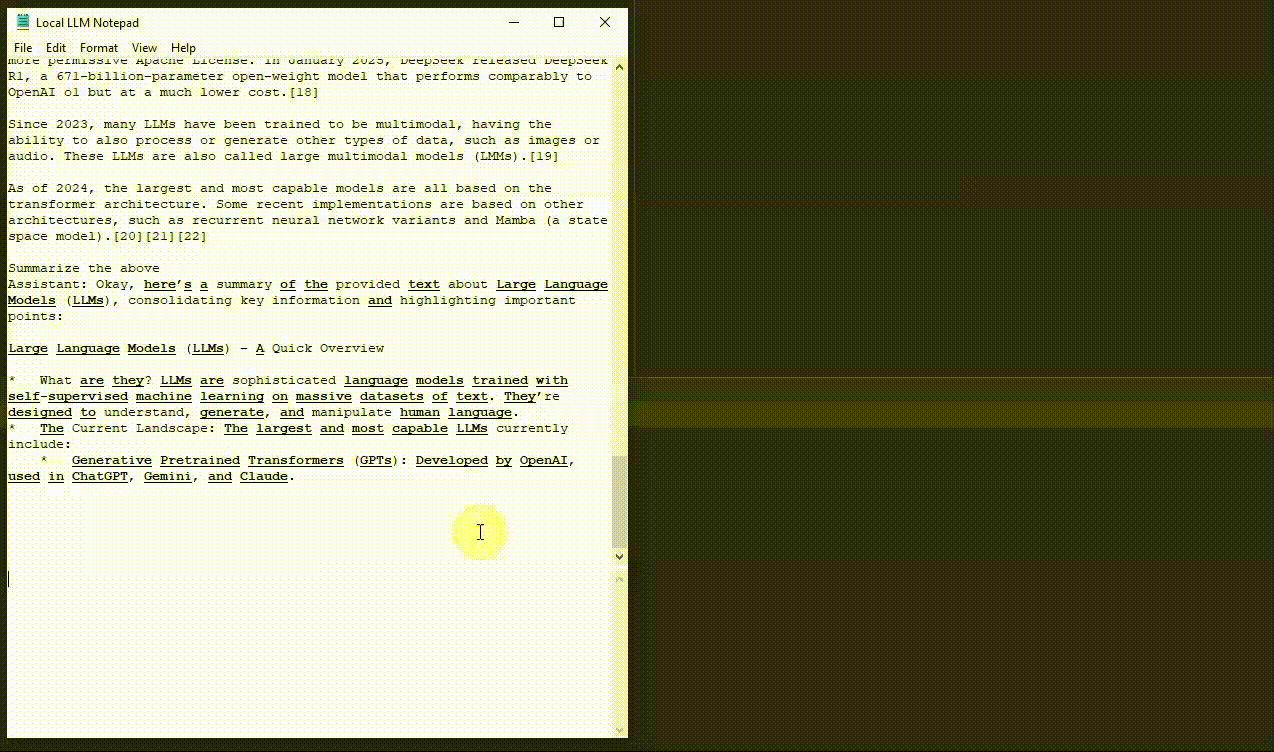 Local LLM Notepad
File Edit Format View Help
more permissive Apache License. In January 2025, DeepSeek released DeepSeek
R1, a 671-billion-parameter open-weight model that performs comparably to
OpenAI o1 but at a much lower cost.[18]
Since 2023, many LLMs have been trained to be multimodal, having the
ability to also process or generate other types of data, such as images or
audio. These LLMs are also called large multimodal models (LMMs).[19]
As of 2024, the largest and most capable models are all based on the
transformer architecture. Some recent implementations are based on other
architectures, such as recurrent neural network variants and Mamba (a state
space model).[20][21][22]
Summarize the above
Assistant: Okay, here's a summary of the provided text about Large Language
Models (LLMs), consolidating key information and highlighting important
points:
Large Language Models (LLMs) - A Quick Overview
*   What are they? LLMs are sophisticated language models trained with
self-supervised machine learning on massive datasets of text. They're
designed to understand, generate, and manipulate human language.
*   The Current Landscape: The largest and most capable LLMs currently
include:
    *   Generative Pretrained Transformers (GPTs): Developed by OpenAI,
used in ChatGPT, Gemini, and Claude.